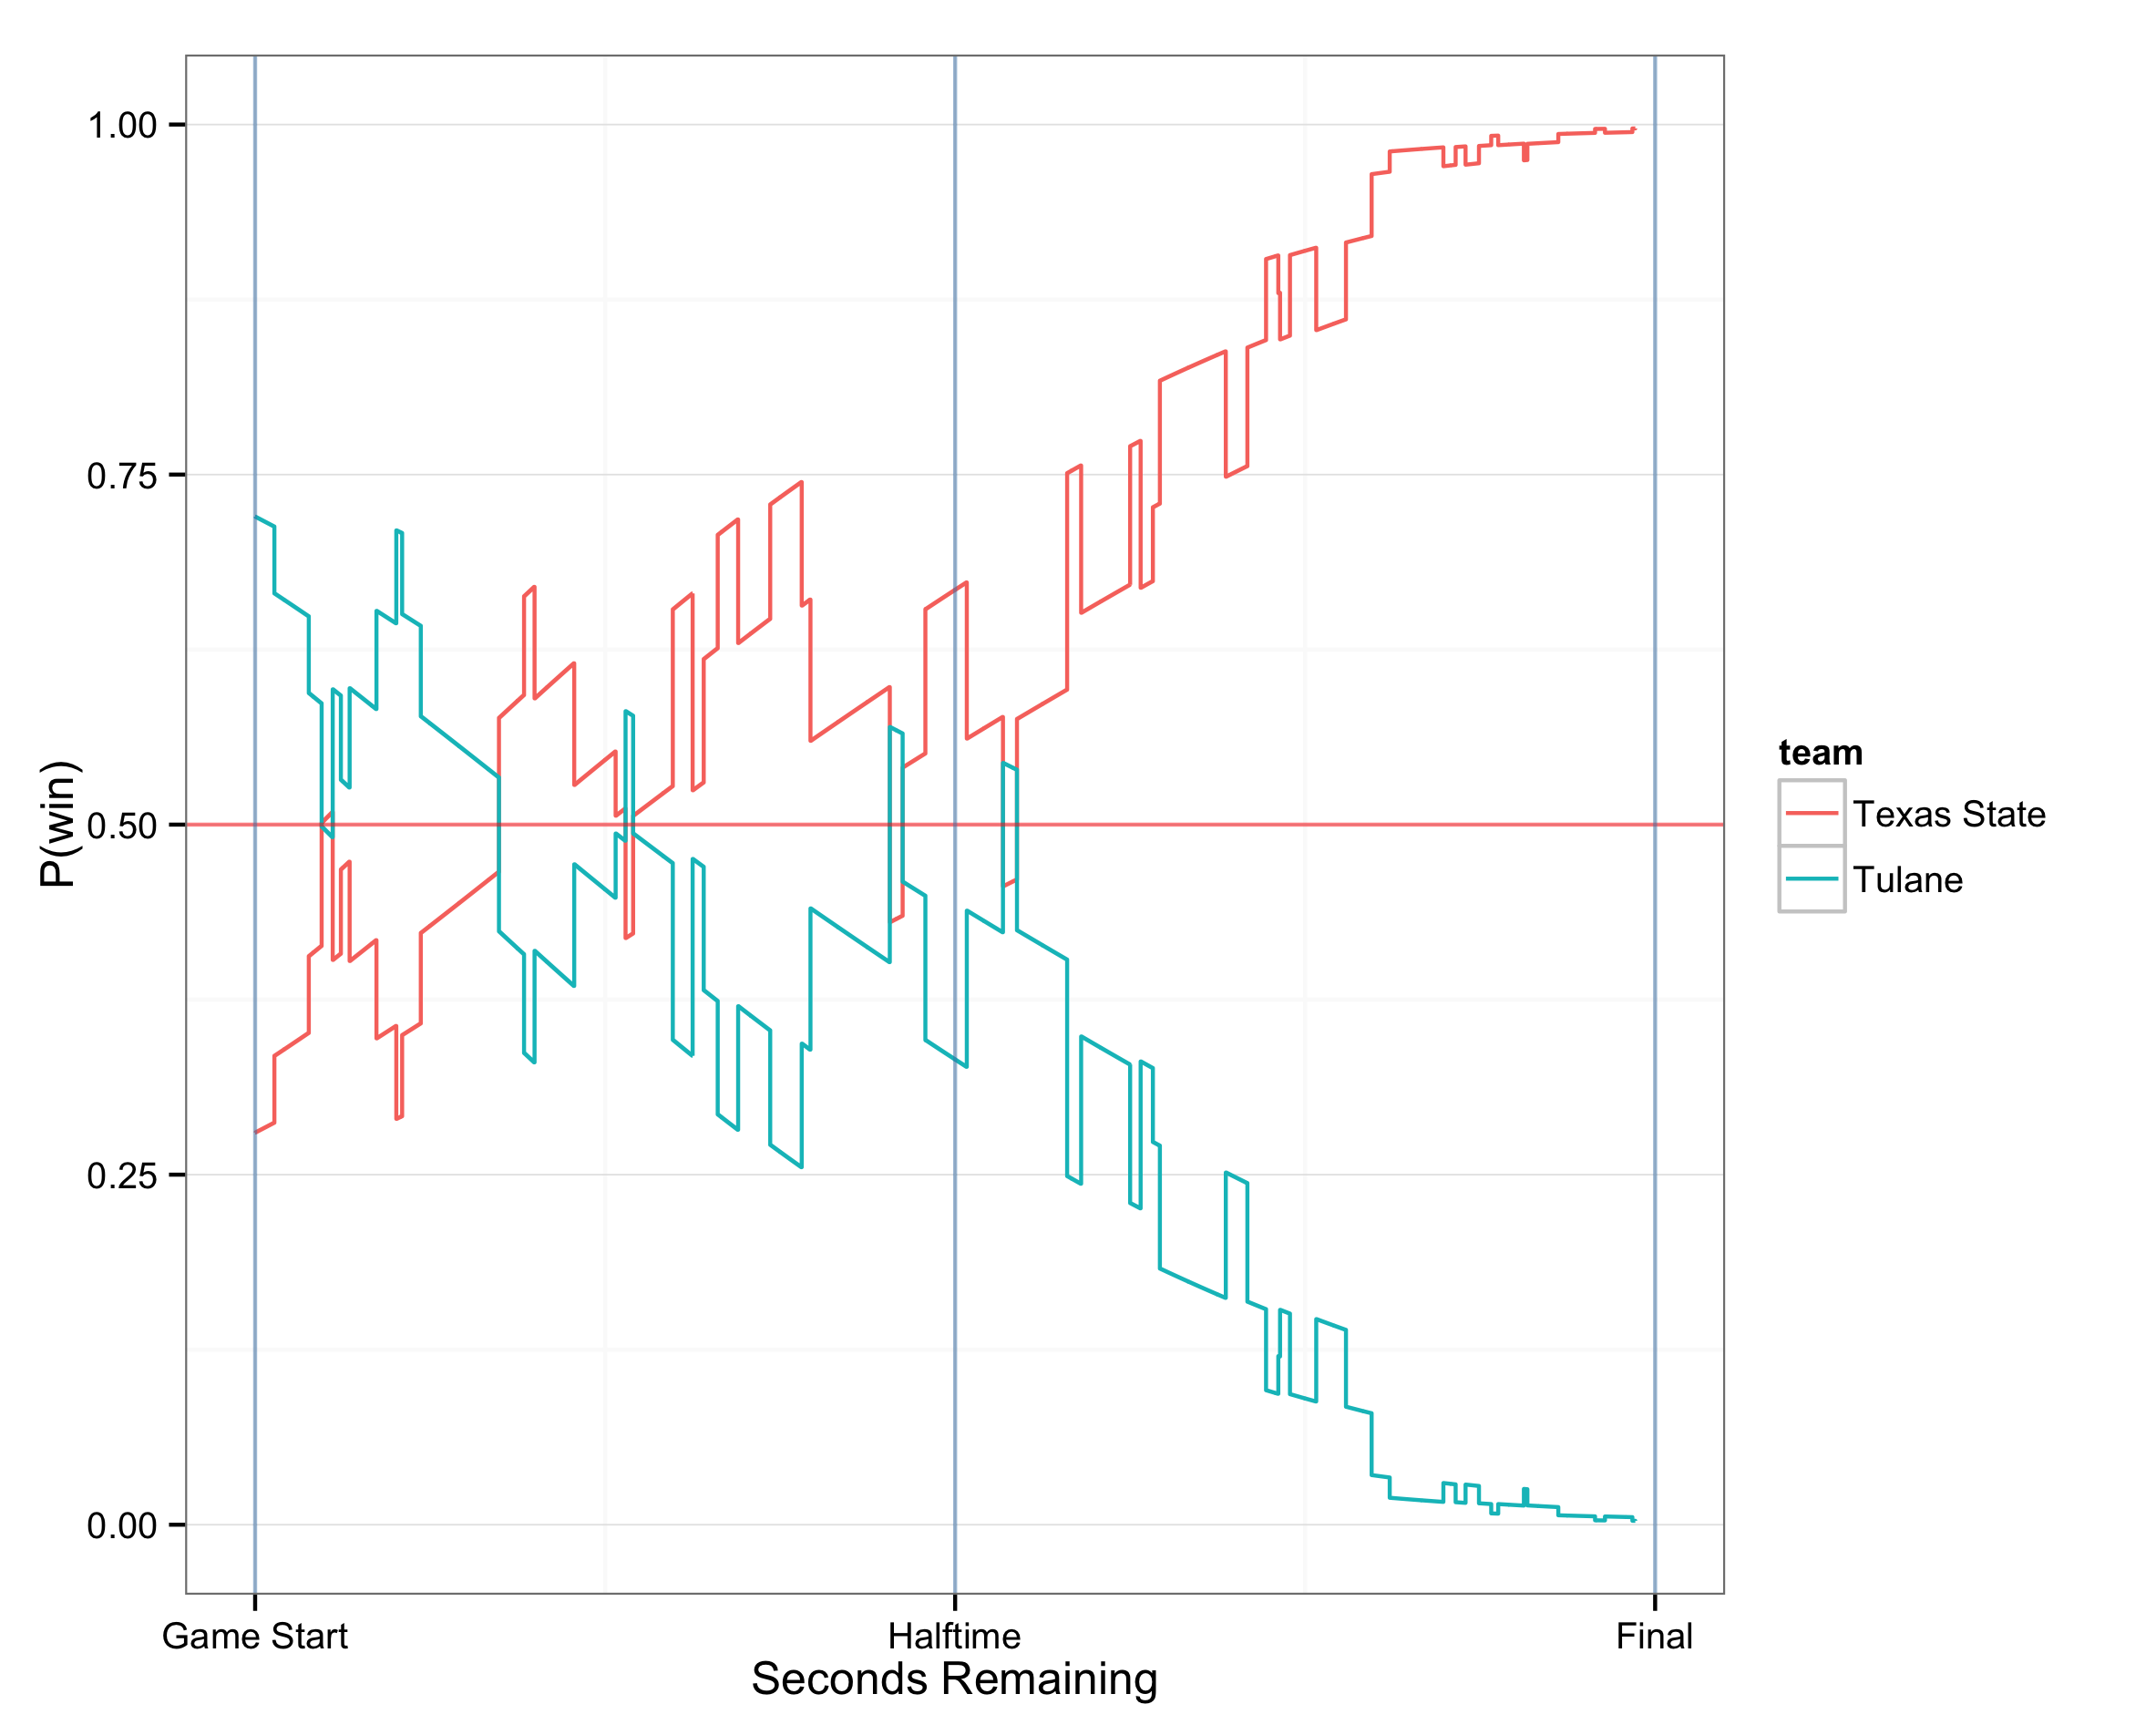 1.00
0.75
0.50
0.25
0.00
P(win)
Game Start
Halftime
Final
Seconds Remaining
team
Texas State
Tulane